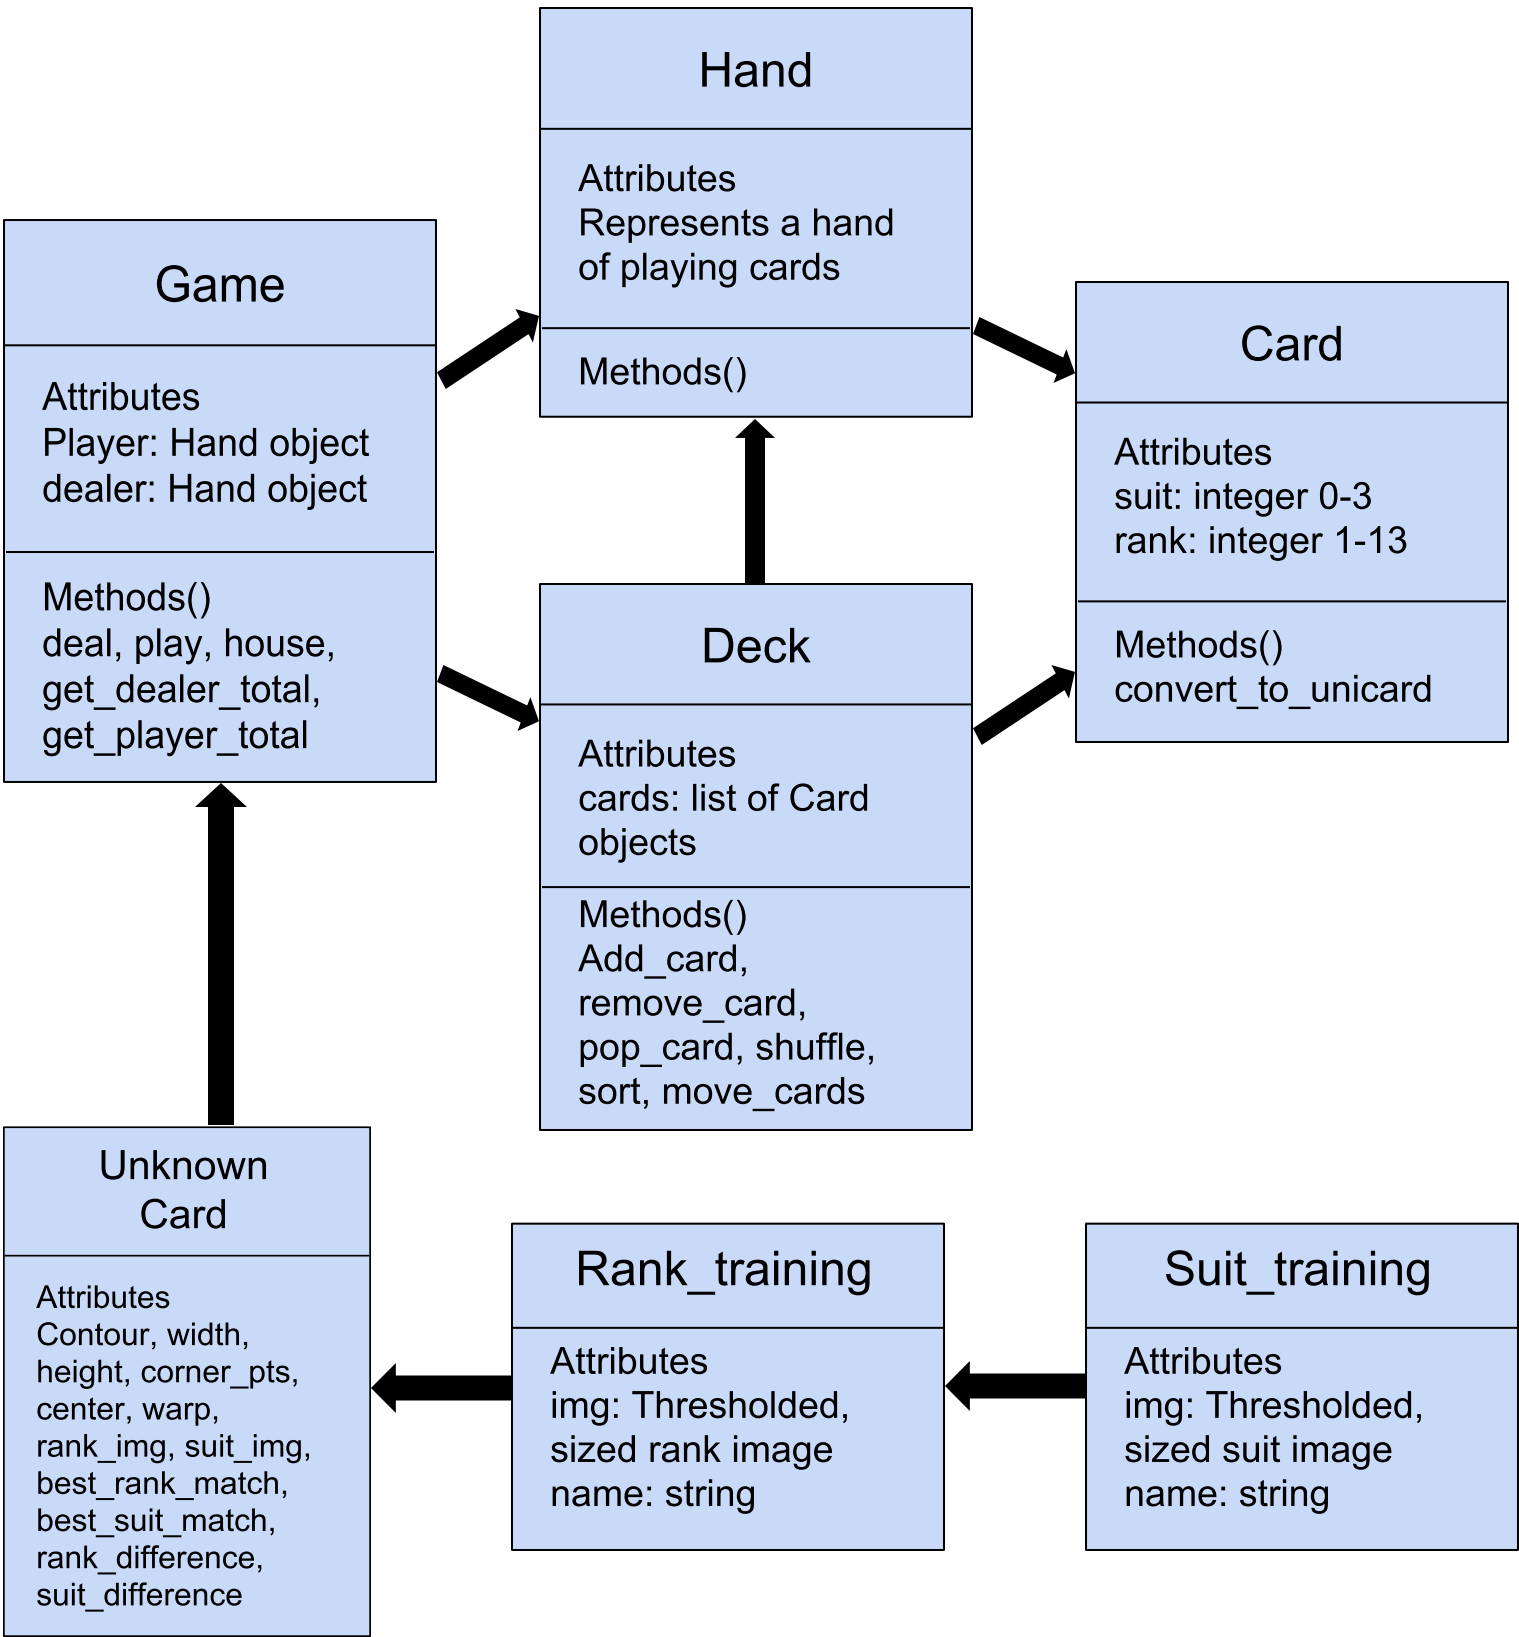 Hand
Attributes
Represents a hand
of playing cards
Methods()
Game
Attributes
Player: Hand object
dealer: Hand object
Methods()
deal, play, house,
get_dealer_total,
get_player_total
Card
Attributes
suit: integer 0-3
rank: integer 1-13
Methods()
convert_to_unicard
Deck
Attributes
cards: list of Card
objects
Methods()
Add_card,
remove_card,
pop_card, shuffle,
sort, move_cards
Unknown
Card
Attributes
Contour, width,
height, corner_pts,
center, warp,
rank_img, suit_img,
best_rank_match,
best_suit_match,
rank_difference,
suit_difference
Rank_training
Attributes
img: Thresholded,
sized rank image
name: string
Suit_training
Attributes
img: Thresholded,
sized suit image
name: string